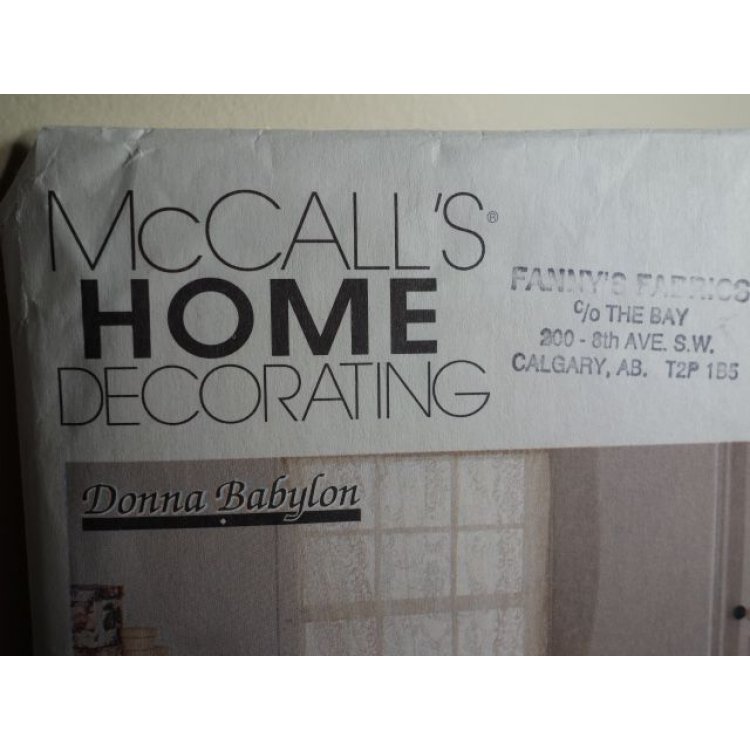 McCALL'S®
HOME
DECORATING
FANNY'S FABRICS
c/o THE BAY
200 - 8th AVE. S.W.
CALGARY, AB. T2P 1B5
Donna Babylon